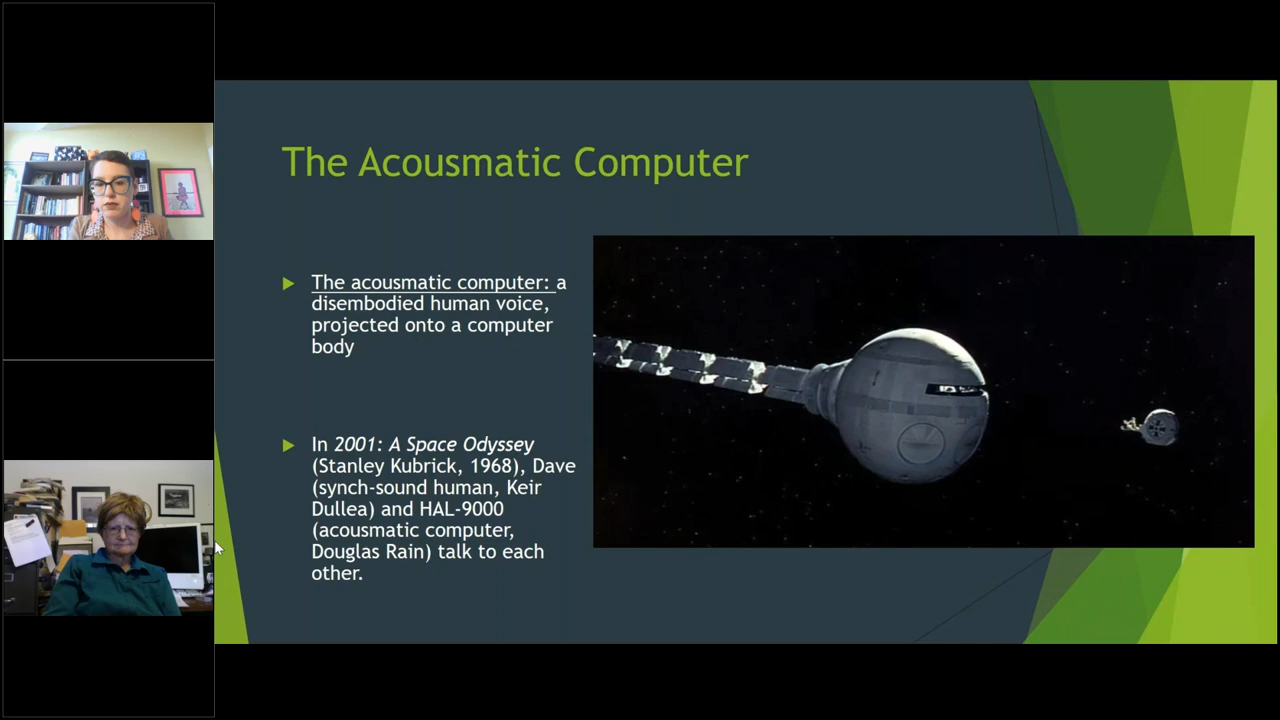 The Acousmatic Computer
The acousmatic computer: a
disembodied human voice,
projected onto a computer
body
In 2001: A Space Odyssey
(Stanley Kubrick, 1968), Dave
(synch-sound human, Keir
Dullea) and HAL-9000
(acousmatic computer,
Douglas Rain) talk to each
other.